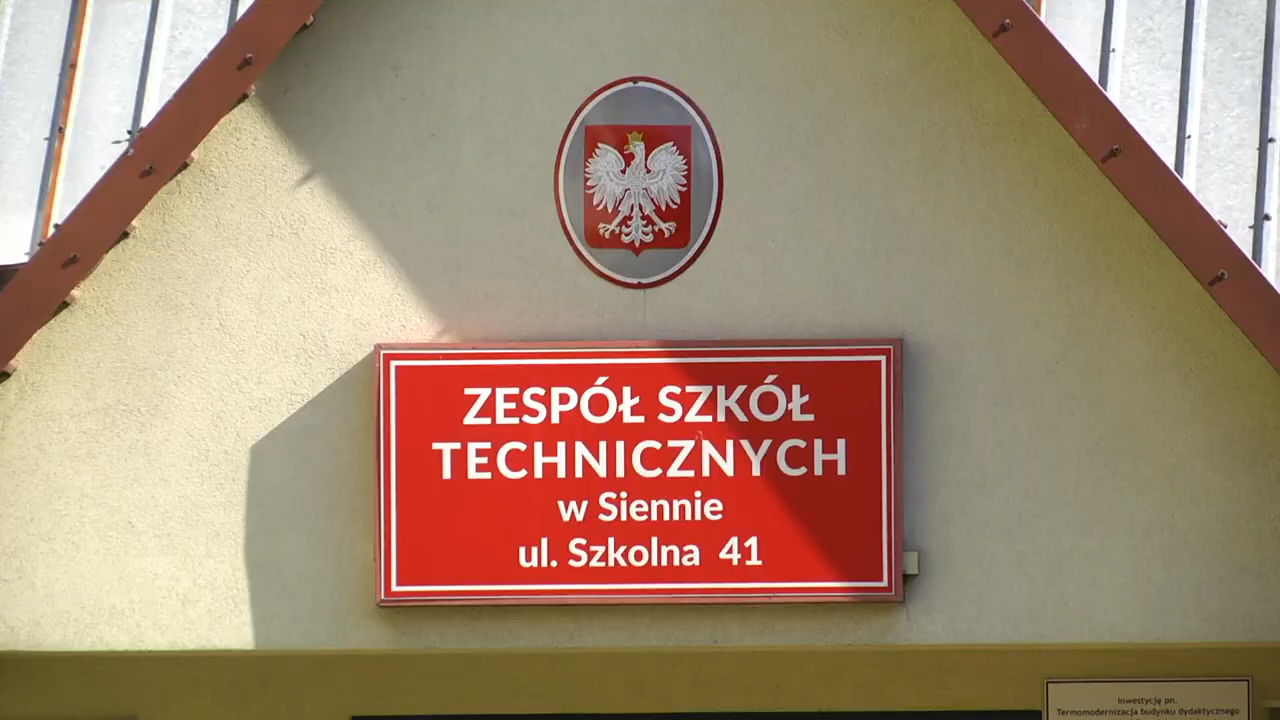 ZESPÓŁ SZKÓŁ
TECHNICZNYCH
w Siennie
ul. Szkolna 41
Inwestycję pn.
Termomodernizacja budynku dydaktycznego